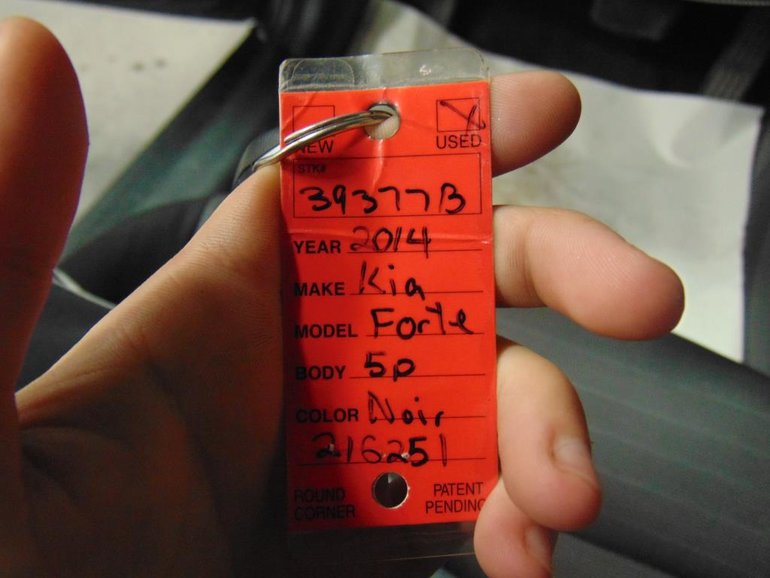 NEW USED
STK#
39377B
YEAR 2014
MAKE Kia
MODEL Forte
BODY 5p
COLOR Noir
216251
ROUND PATENT
CORNER PENDING